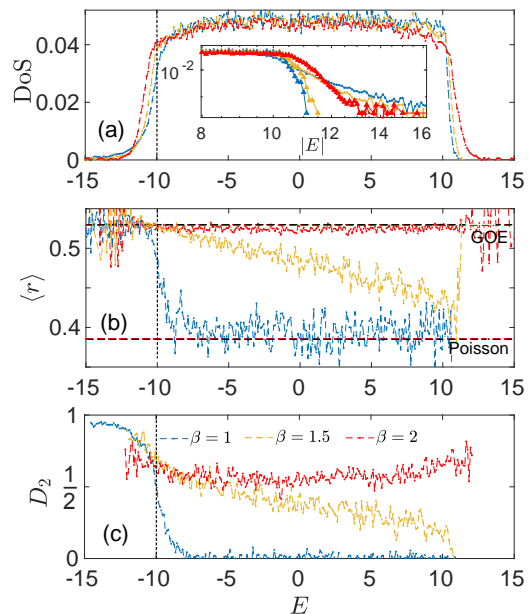 0.04
DoS
0.02
0
(a)
10⁻²
8 10 12 14 16
|E|
-15 -10 -5 0 5 10 15
0.5
⟨r⟩
0.4
GOE
(b)
Poisson
-15 -10 -5 0 5 10 15
1
D₂
1/2
0
β = 1 β = 1.5 β = 2
(c)
-15 -10 -5 0 5 10 15
E